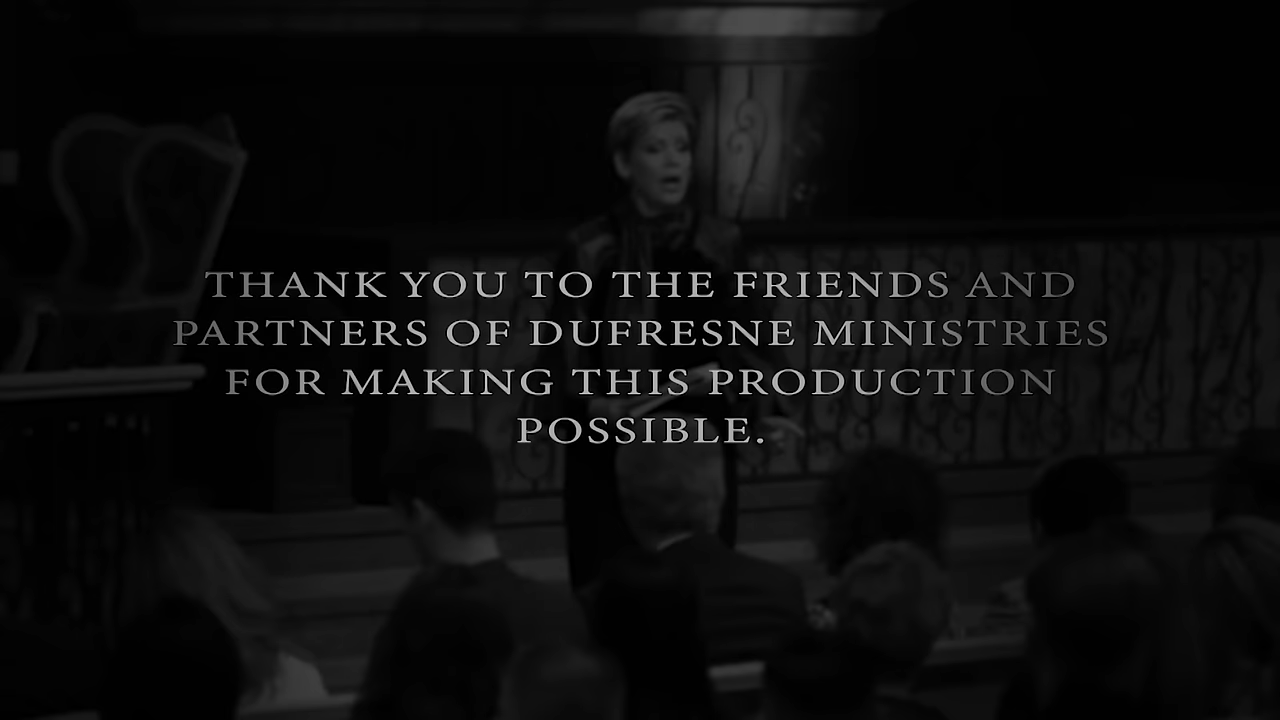 THANK YOU TO THE FRIENDS AND
PARTNERS OF DUFRESNE MINISTRIES
FOR MAKING THIS PRODUCTION
POSSIBLE.